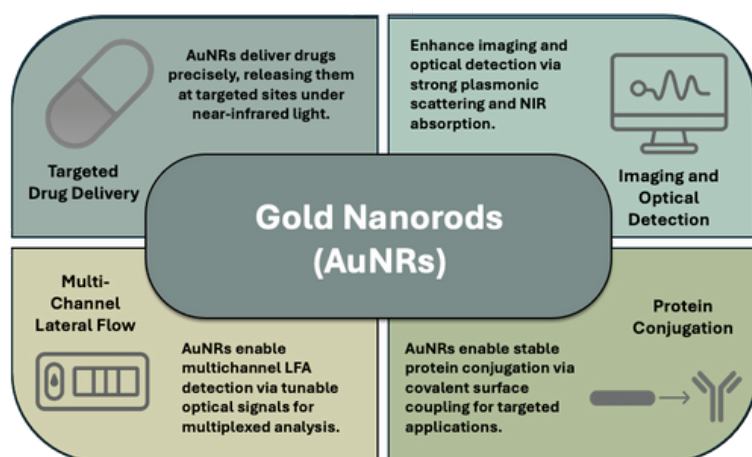 AuNRs deliver drugs
precisely, releasing them
at targeted sites under
near-infrared light.
Targeted
Drug Delivery
Enhance imaging and
optical detection via
strong plasmonic
scattering and NIR
absorption.
Imaging and
Optical
Detection
Gold Nanorods
(AuNRs)
Multi-
Channel
Lateral Flow
AuNRs enable
multichannel LFA
detection via tunable
optical signals for
multiplexed analysis.
Protein
Conjugation
AuNRs enable stable
protein conjugation via
covalent surface
coupling for targeted
applications.